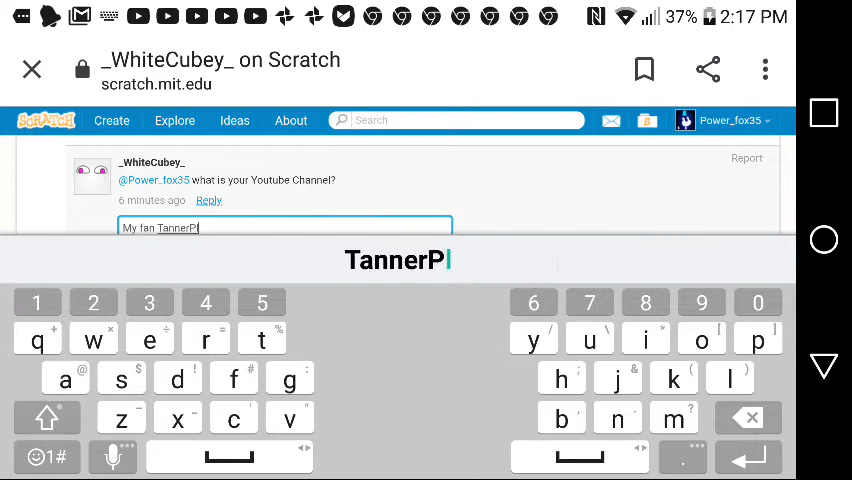 37% 2:17 PM
_WhiteCubey_ on Scratch
scratch.mit.edu
SCRATCH Create Explore Ideas About Search S Power_fox35
_WhiteCubey_ Report
@Power_fox35 what is your Youtube Channel?
6 minutes ago Reply
My fan TannerPl
TannerPl
1 2 3 4 5 6 7 8 9 0
q + w × e ÷ r = t % y / u \ i * o [ p ]
a @ s $ d ! f # g : h ; j & k ( l )
z – x - c ' v " b , n . m ?
☺1# ... ◂▸ ◂▸ . ...